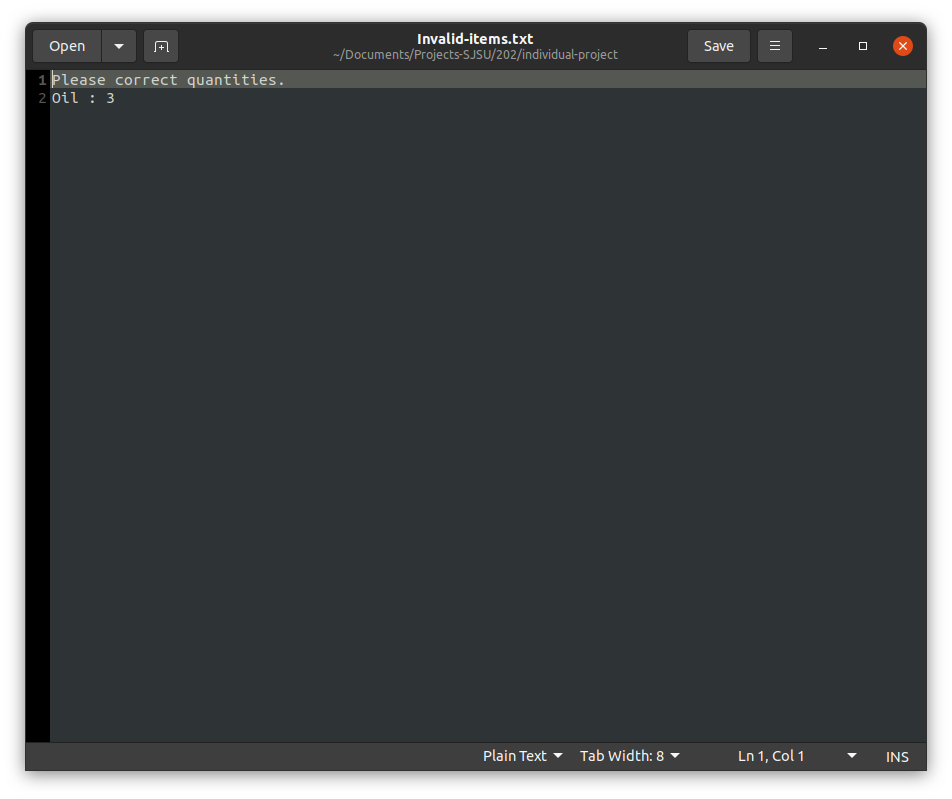 Open
Invalid-items.txt
~/Documents/Projects-SJSU/202/individual-project
Save
1 Please correct quantities.
2 Oil : 3
Plain Text
Tab Width: 8
Ln 1, Col 1
INS